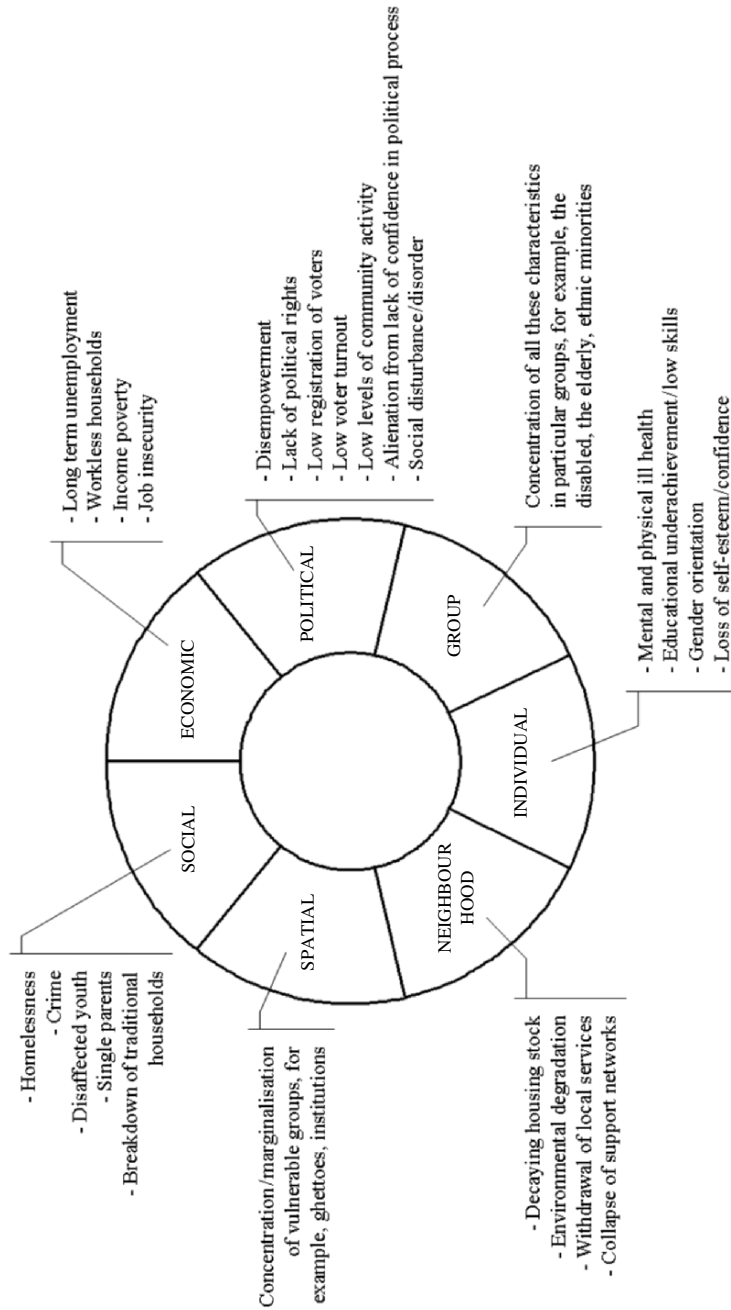 - Homelessness
- Crime
- Disaffected youth
- Single parents
- Breakdown of traditional
households
SOCIAL
- Long term unemployment
- Workless households
- Income poverty
- Job insecurity
ECONOMIC
- Disempowerment
- Lack of political rights
- Low registration of voters
- Low voter turnout
- Low levels of community activity
- Alienation from lack of confidence in political process
- Social disturbance/disorder
POLITICAL
Concentration of all these characteristics
in particular groups, for example, the
disabled, the elderly, ethnic minorities
GROUP
- Mental and physical ill health
- Educational underachievement/low skills
- Gender orientation
- Loss of self-esteem/confidence
INDIVIDUAL
- Decaying housing stock
- Environmental degradation
- Withdrawal of local services
- Collapse of support networks
NEIGHBOUR
HOOD
Concentration/marginalisation
of vulnerable groups, for
example, ghettoes, institutions
SPATIAL